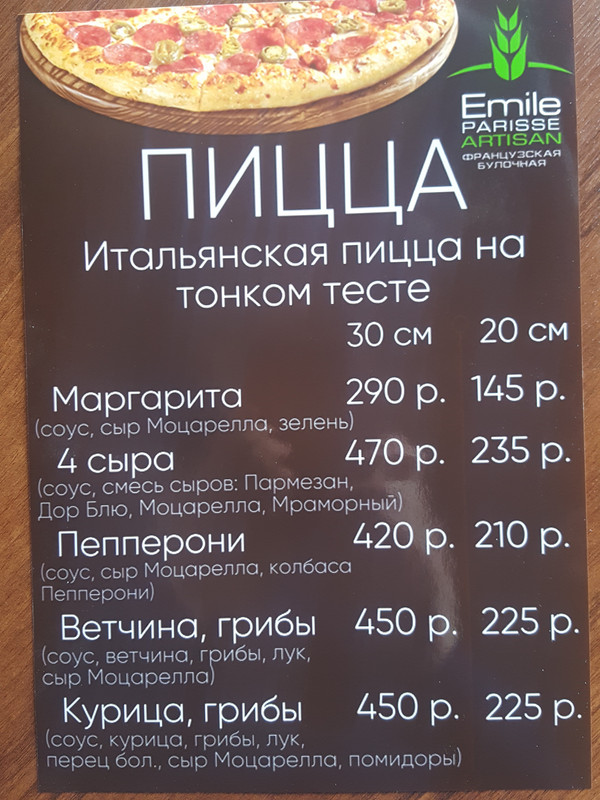 Emile
PARISSE
ARTISAN
ФРАНЦУЗСКАЯ
БУЛОЧНАЯ
ПИЦЦА
Итальянская пицца на
тонком тесте
30 см 20 см
Маргарита 290 р. 145 р.
(соус, сыр Моцарелла, зелень)
4 сыра 470 р. 235 р.
(соус, смесь сыров: Пармезан,
Дор Блю, Моцарелла, Мраморный)
Пепперони 420 р. 210 р.
(соус, сыр Моцарелла, колбаса
Пепперони)
Ветчина, грибы 450 р. 225 р.
(соус, ветчина, грибы, лук,
сыр Моцарелла)
Курица, грибы 450 р. 225 р.
(соус, курица, грибы, лук,
перец бол., сыр Моцарелла, помидоры)